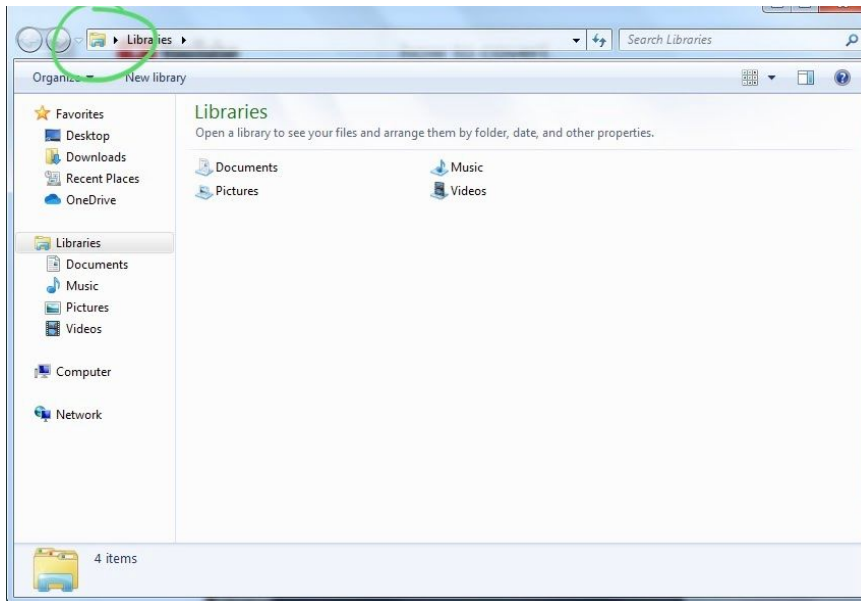 Libraries
Search Libraries
Organize New library
Favorites
Desktop
Downloads
Recent Places
OneDrive
Libraries
Documents
Music
Pictures
Videos
Computer
Network
Libraries
Open a library to see your files and arrange them by folder, date, and other properties.
Documents Music
Pictures Videos
4 items